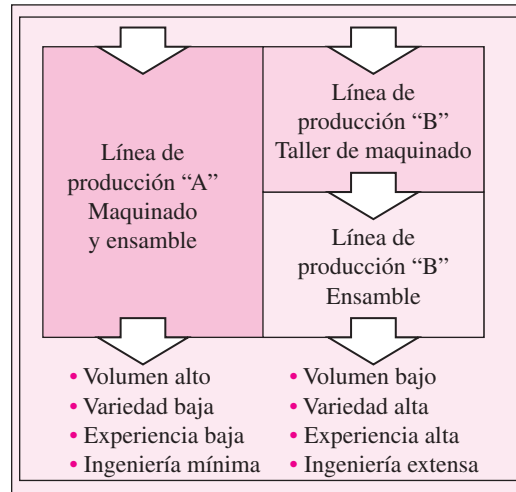 Línea de
producción “A”
Maquinado
y ensamble
Línea de
producción “B”
Taller de maquinado
Línea de
producción “B”
Ensamble
• Volumen alto
• Variedad baja
• Experiencia baja
• Ingeniería mínima
• Volumen bajo
• Variedad alta
• Experiencia alta
• Ingeniería extensa